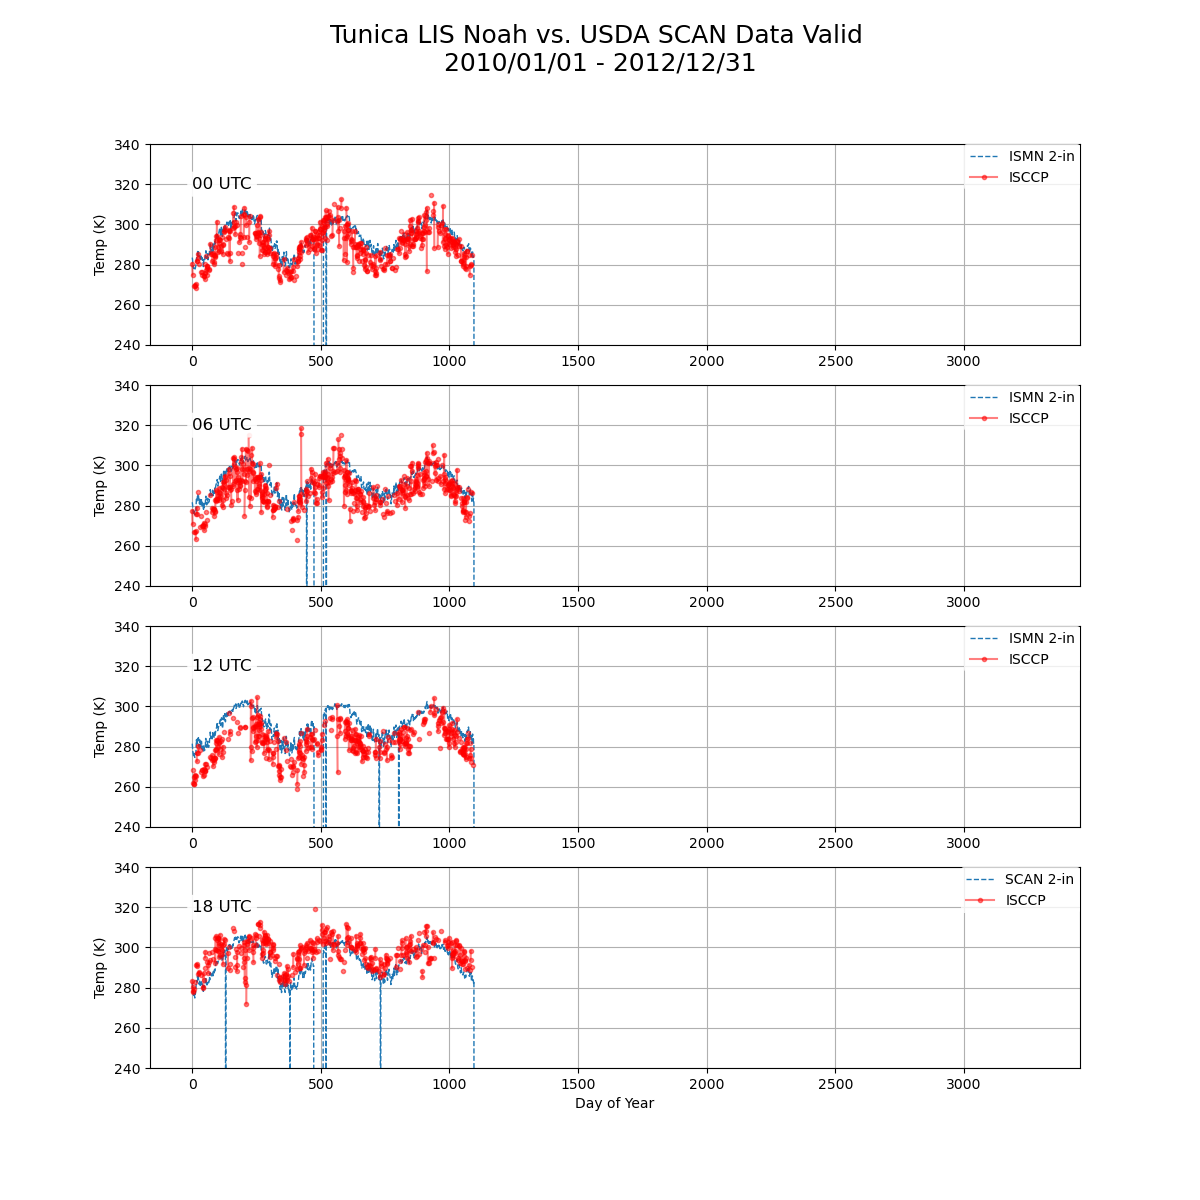 Tunica LIS Noah vs. USDA SCAN Data Valid
2010/01/01 - 2012/12/31
340
320
300
280
260
240
Temp (K)
00 UTC
ISMN 2-in
ISCCP
0 500 1000 1500 2000 2500 3000
340
320
300
280
260
240
Temp (K)
06 UTC
ISMN 2-in
ISCCP
0 500 1000 1500 2000 2500 3000
340
320
300
280
260
240
Temp (K)
12 UTC
ISMN 2-in
ISCCP
0 500 1000 1500 2000 2500 3000
340
320
300
280
260
240
Temp (K)
18 UTC
SCAN 2-in
ISCCP
0 500 1000 1500 2000 2500 3000
Day of Year